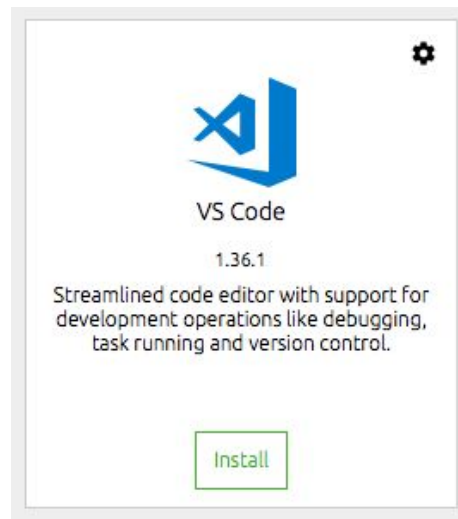 VS Code
1.36.1
Streamlined code editor with support for
development operations like debugging,
task running and version control.
Install